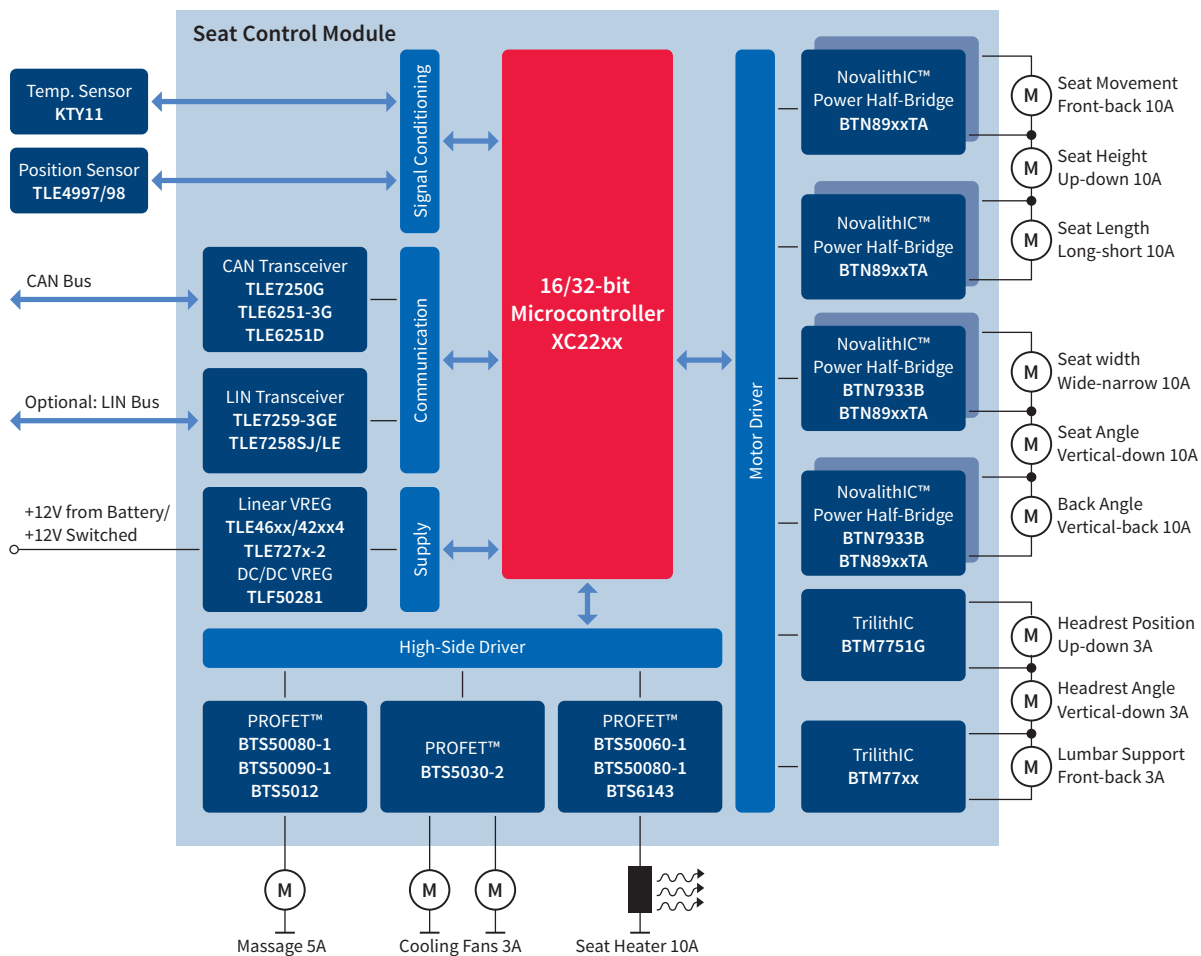 Seat Control Module
Temp. Sensor
KTY11
Position Sensor
TLE4997/98
Signal Conditioning
CAN Bus
CAN Transceiver
TLE7250G
TLE6251-3G
TLE6251D
Optional: LIN Bus
LIN Transceiver
TLE7259-3GE
TLE7258SJ/LE
Communication
+12V from Battery/
+12V Switched
Linear VREG
TLE46xx/42xx4
TLE727x-2
DC/DC VREG
TLF50281
Supply
16/32-bit
Microcontroller
XC22xx
Motor Driver
NovalithIC™
Power Half-Bridge
BTN89xxTA
NovalithIC™
Power Half-Bridge
BTN89xxTA
NovalithIC™
Power Half-Bridge
BTN7933B
BTN89xxTA
NovalithIC™
Power Half-Bridge
BTN7933B
BTN89xxTA
TrilithIC
BTM7751G
TrilithIC
BTM77xx
M
Seat Movement
Front-back 10A
M
Seat Height
Up-down 10A
M
Seat Length
Long-short 10A
M
Seat width
Wide-narrow 10A
M
Seat Angle
Vertical-down 10A
M
Back Angle
Vertical-back 10A
M
Headrest Position
Up-down 3A
M
Headrest Angle
Vertical-down 3A
M
Lumbar Support
Front-back 3A
High-Side Driver
PROFET™
BTS50080-1
BTS50090-1
BTS5012
PROFET™
BTS5030-2
PROFET™
BTS50060-1
BTS50080-1
BTS6143
M
Massage 5A
M
M
Cooling Fans 3A
Seat Heater 10A